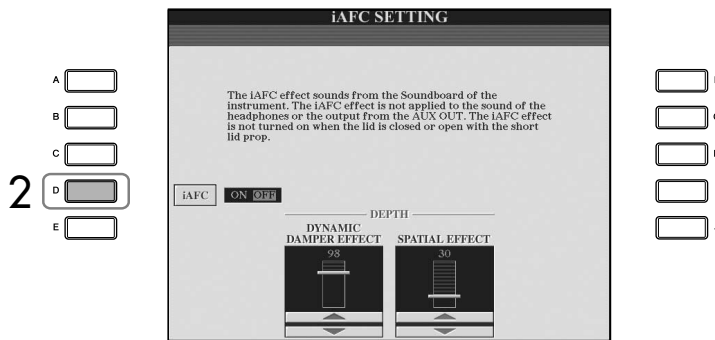 iAFC SETTING
The iAFC effect sounds from the Soundboard of the
instrument. The iAFC effect is not applied to the sound of the
headphones or the output from the AUX OUT. The iAFC effect
is not turned on when the lid is closed or open with the short
lid prop.
A
B
C
2 D
E
iAFC ON OFF
DEPTH
DYNAMIC
DAMPER EFFECT
SPATIAL EFFECT
98
30